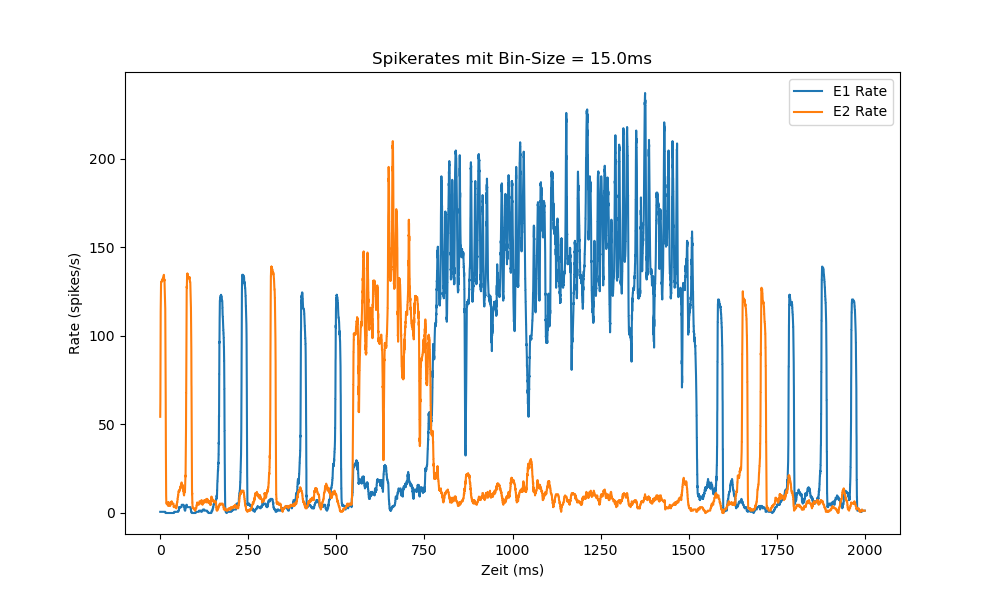 Spikerates mit Bin-Size = 15.0ms
E1 Rate
E2 Rate
200
150
100
50
0
Rate (spikes/s)
0 250 500 750 1000 1250 1500 1750 2000
Zeit (ms)